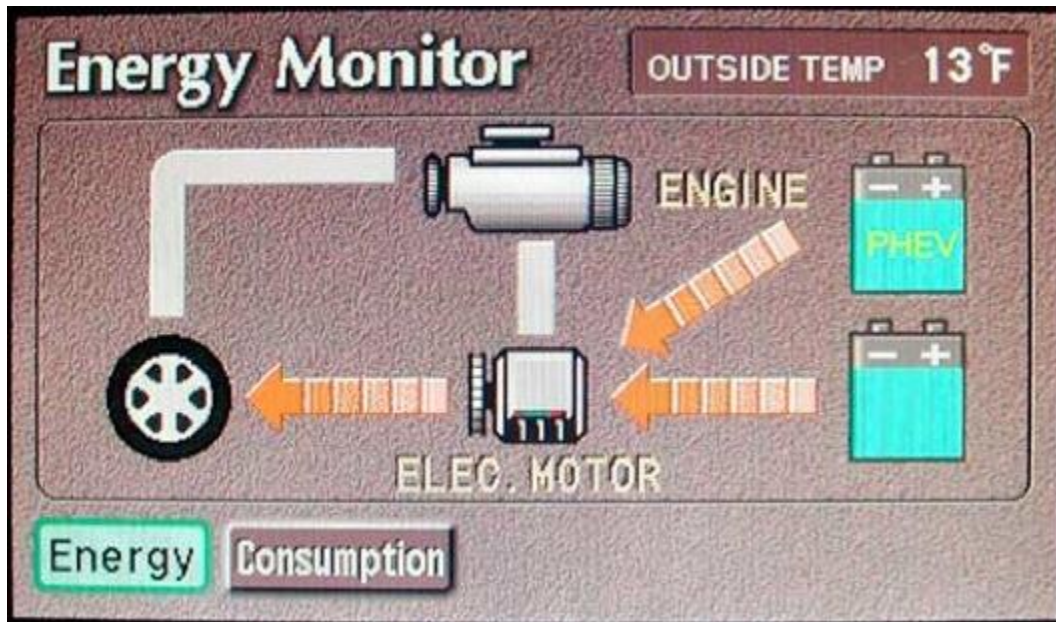 Energy Monitor
OUTSIDE TEMP 13°F
ENGINE
- +
PHEV
- +
ELEC. MOTOR
Energy
Consumption